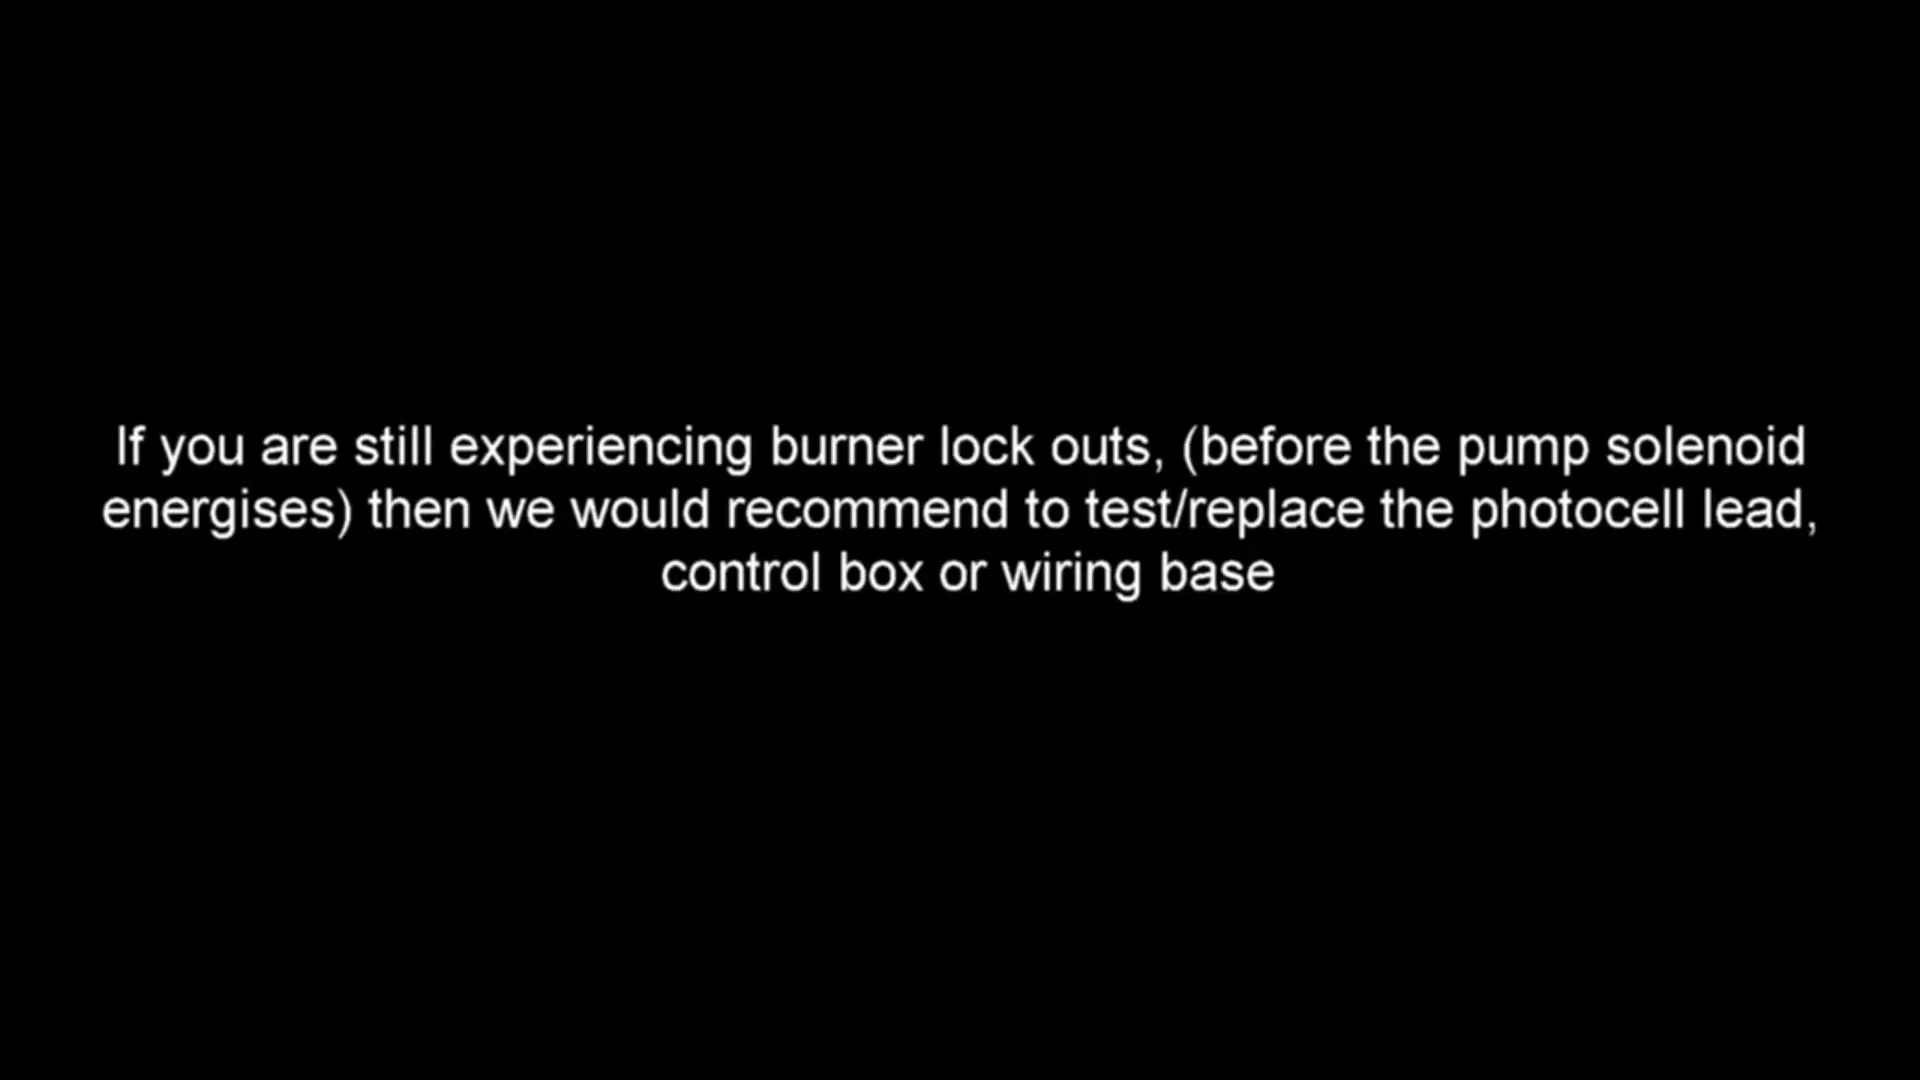 If you are still experiencing burner lock outs, (before the pump solenoid
energises) then we would recommend to test/replace the photocell lead,
control box or wiring base